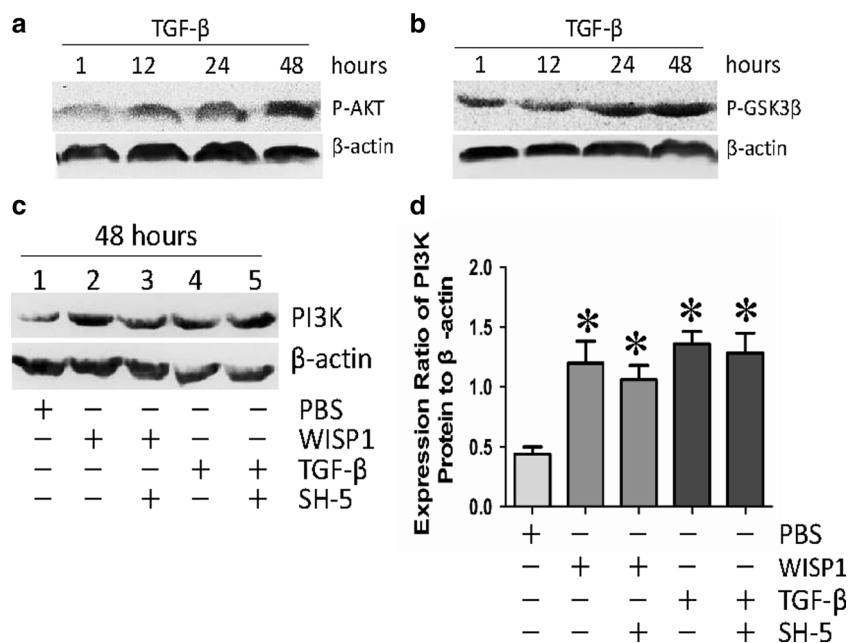 a
TGF-β
1 12 24 48 hours
P-AKT
β-actin
b
TGF-β
1 12 24 48 hours
P-GSK3β
β-actin
c
48 hours
1 2 3 4 5
PI3K
β-actin
+ − − − − PBS
− + + − − WISP1
− − − + + TGF-β
− − + − + SH-5
d
Expression Ratio of PI3K
Protein to β -actin
2.0
1.5
1.0
0.5
0.0
* * * *
+ − − − − PBS
− + + − − WISP1
− − − + + TGF-β
− − + − + SH-5